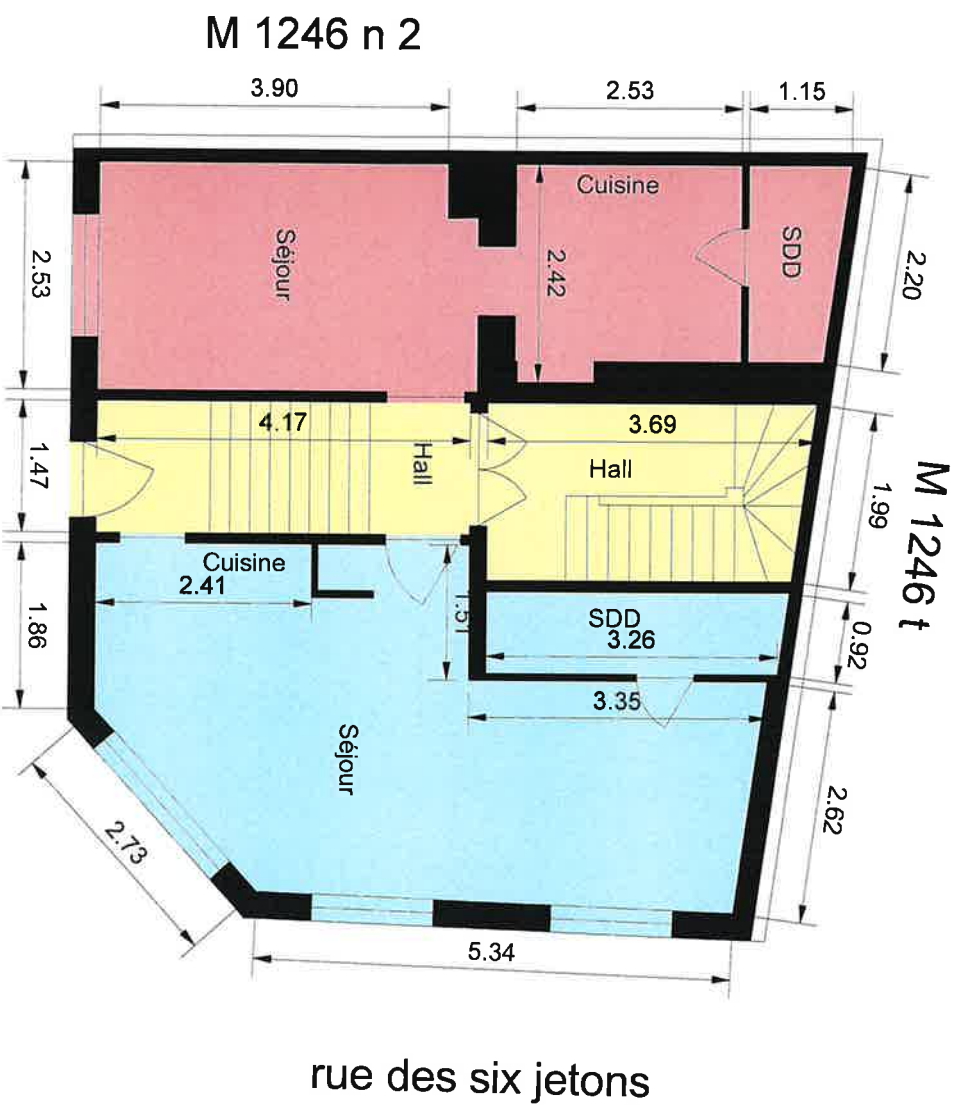 M 1246 n 2
3.90
2.53
1.15
Cuisine
SDD
Séjour
2.42
2.20
2.53
4.17
3.69
Hall
Hall
1.47
1.99
M 1246 t
Cuisine
2.41
1.51
SDD
3.26
0.92
1.86
3.35
Séjour
2.62
2.73
5.34
rue des six jetons